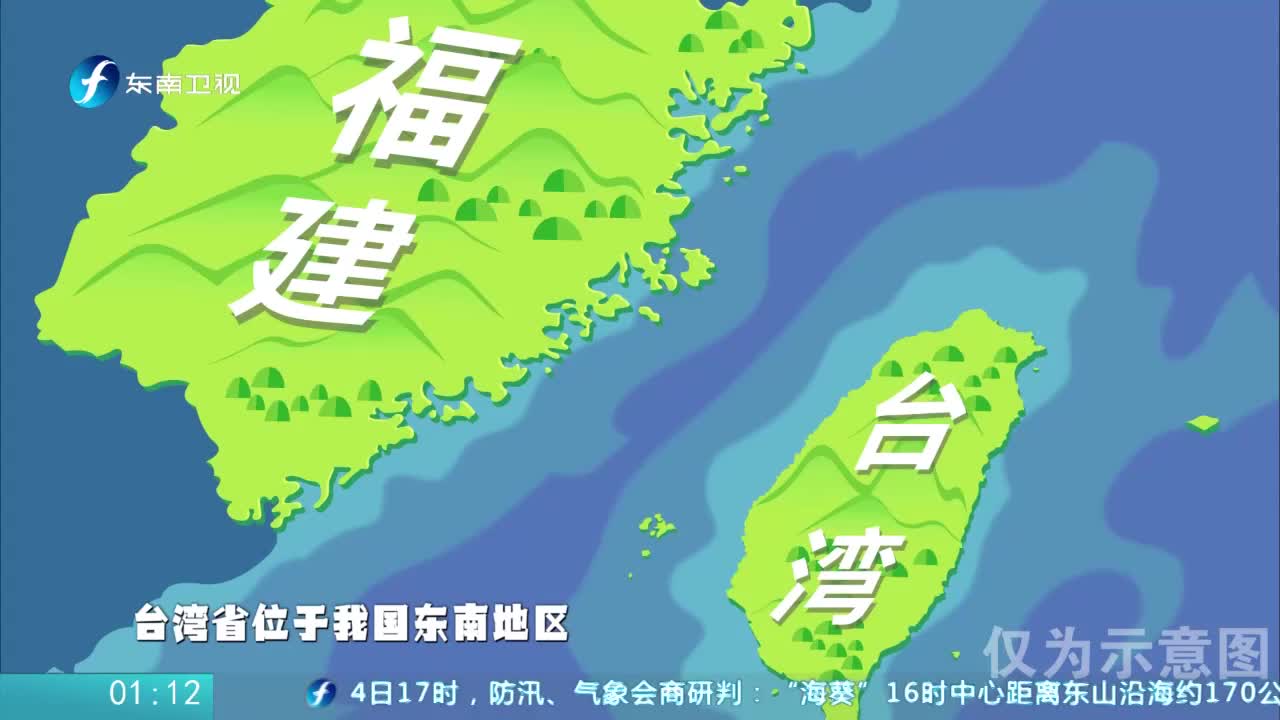 东南卫视
福建
台湾
台湾省位于我国东南地区
仅为示意图
01:12
4日17时，防汛、气象会商研判：“海葵”16时中心距离东山沿海约170公